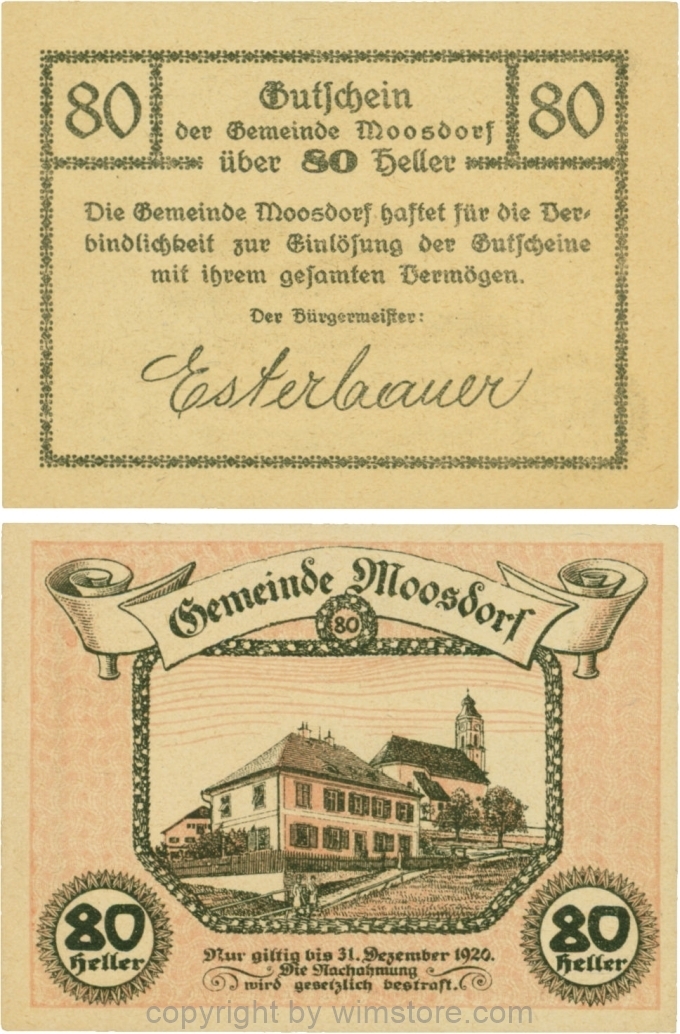 80
80
Gutschein
der Gemeinde Moosdorf
über 80 Heller
Die Gemeinde Moosdorf haftet für die Ver-
bindlichkeit zur Einlösung der Gutscheine
mit ihrem gesamten Vermögen.
Der Bürgermeister:
Esterbauer
Gemeinde Moosdorf
80
80
Heller
80
Heller
Nur giltig bis 31. Dezember 1920.
Die Nachahmung
wird gesetzlich bestraft.
copyright by wimstore.com